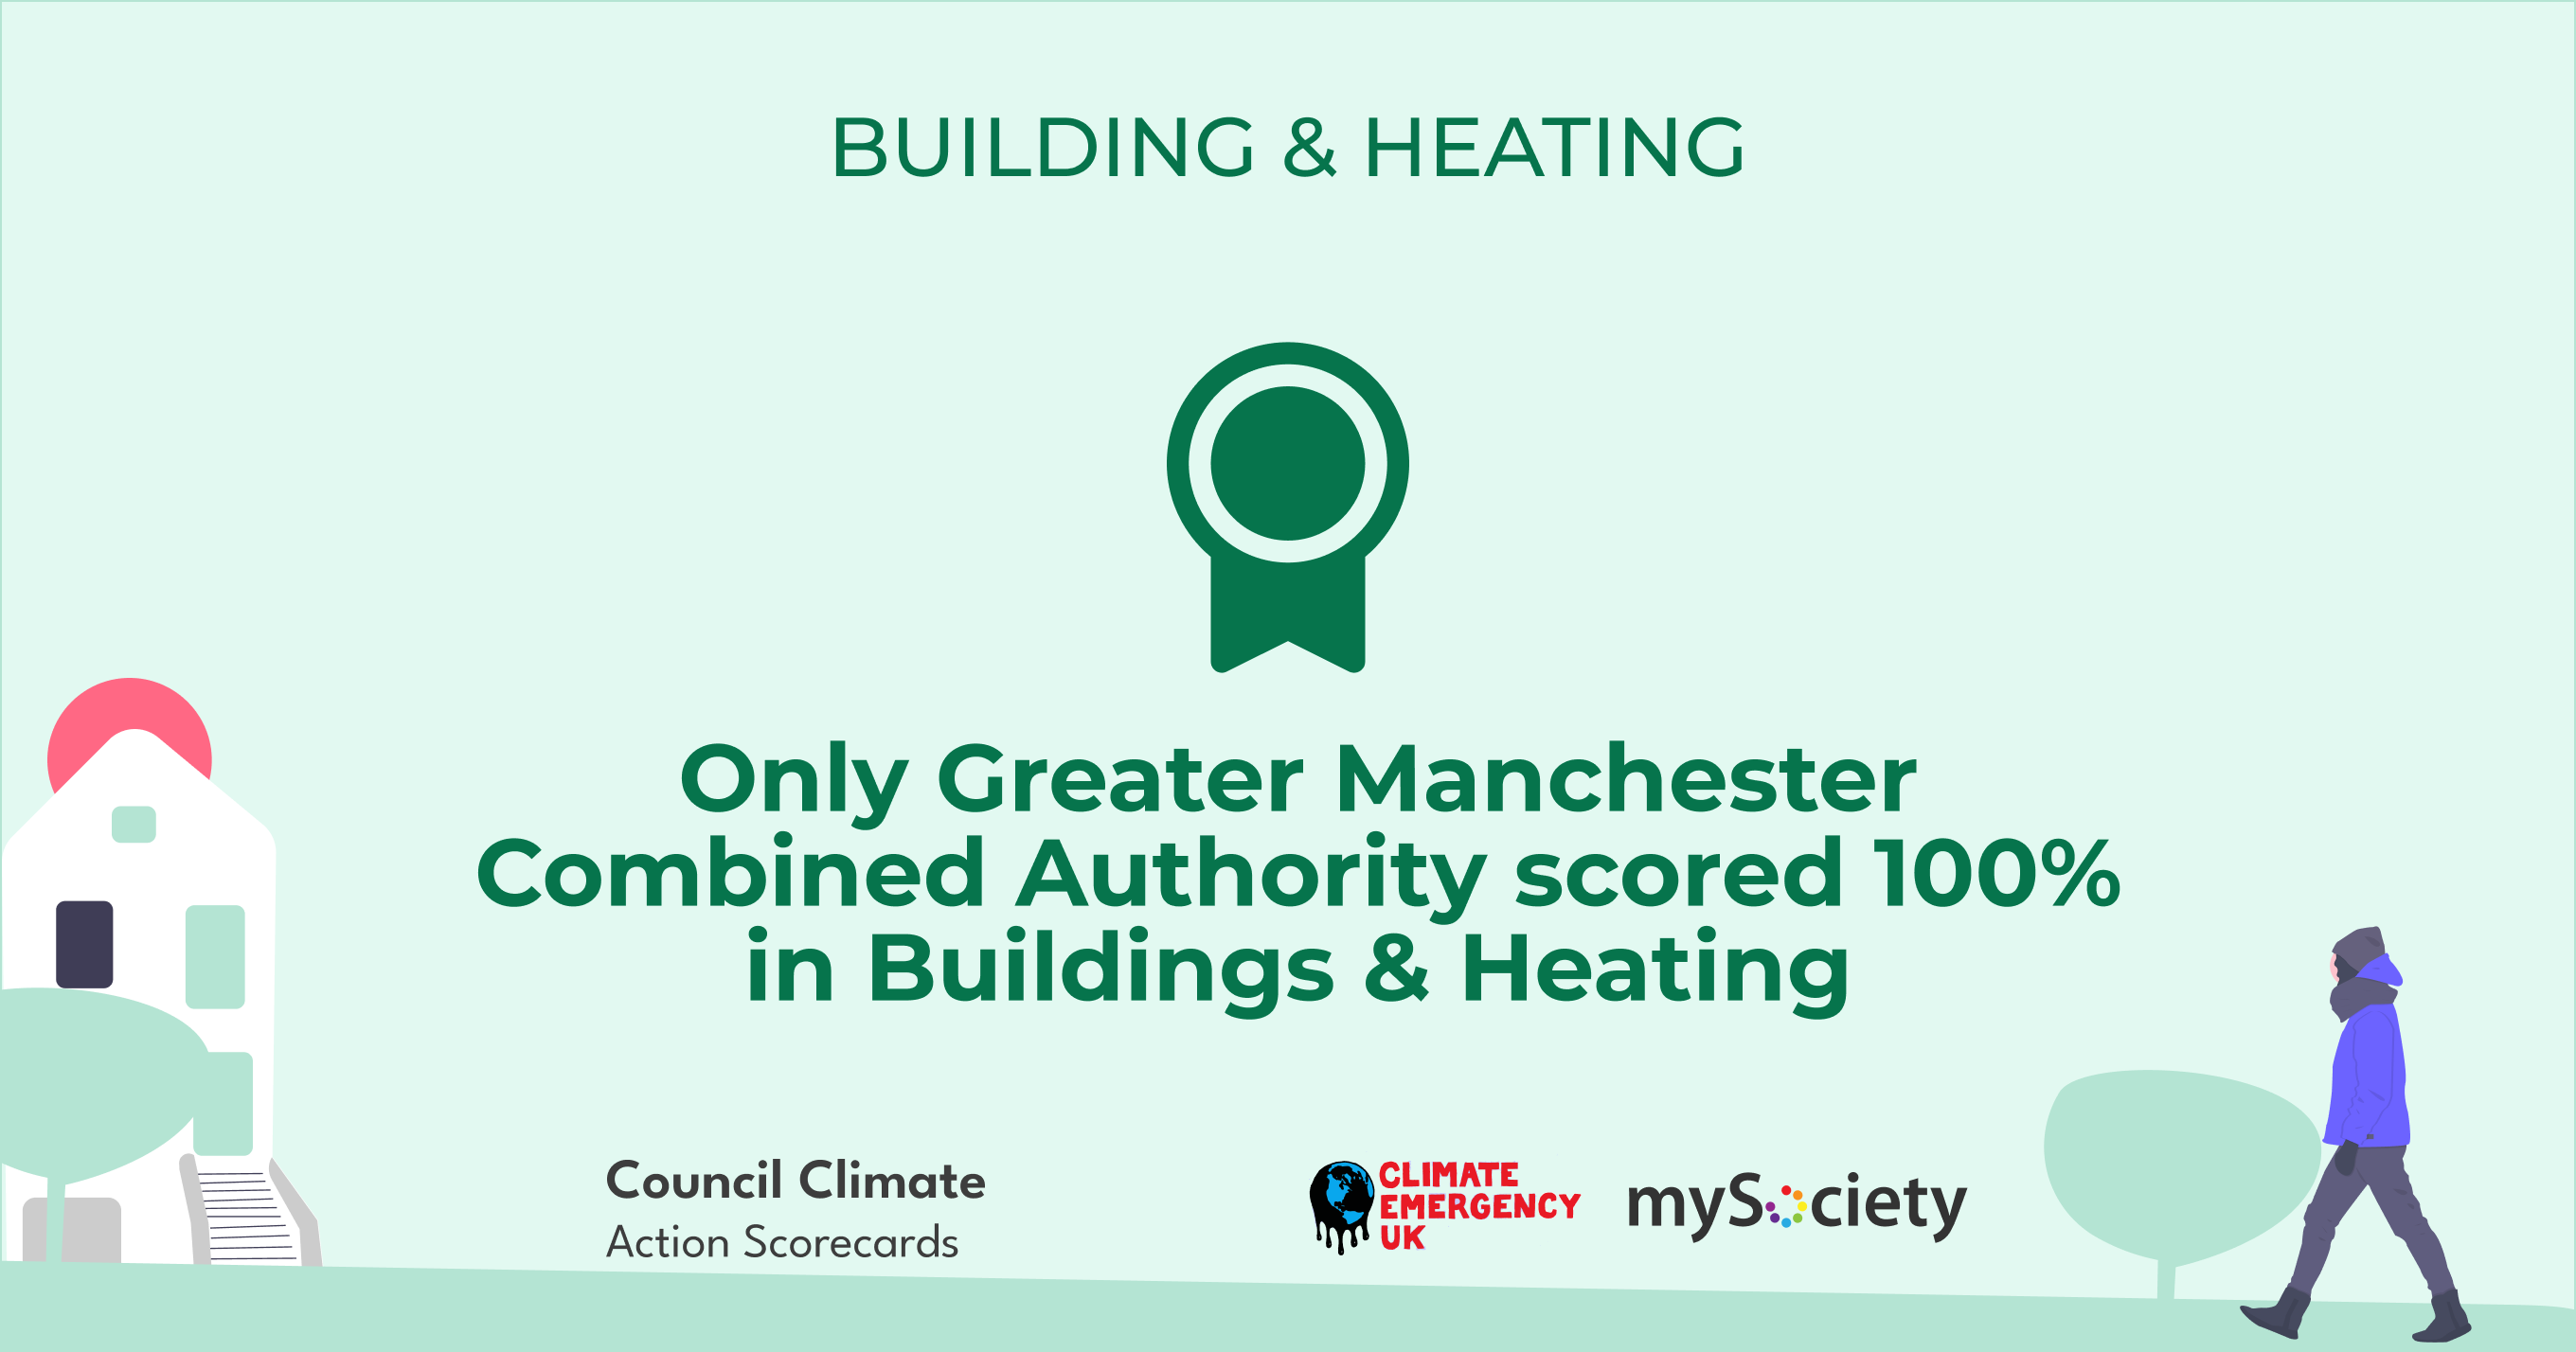 BUILDING & HEATING
Only Greater Manchester
Combined Authority scored 100%
in Buildings & Heating
Council Climate
Action Scorecards
CLIMATE
EMERGENCY
UK
mySociety